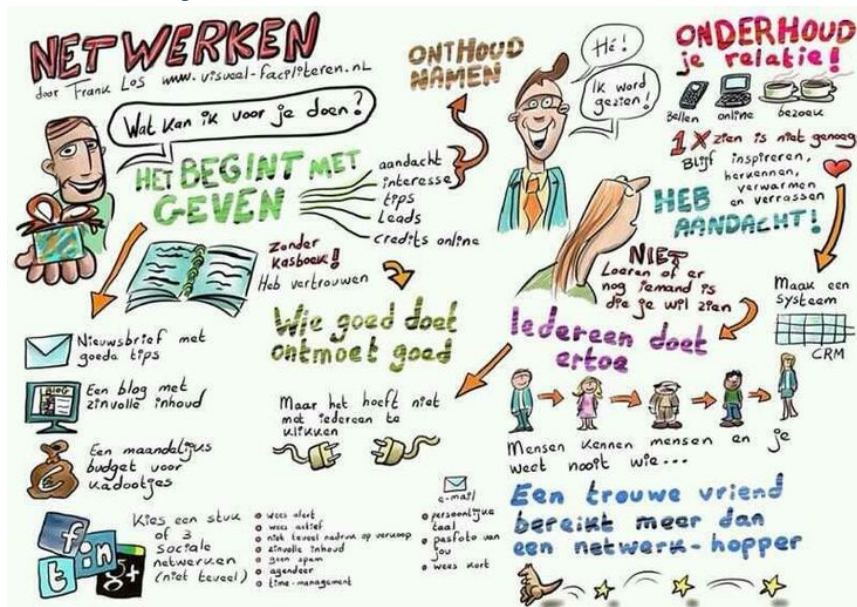 NETWERKEN
door Frank Los www.visueel-faciliteren.nl
Wat kan ik voor je doen?
HET BEGINT MET
GEVEN
aandacht
interesse
tips
Leads
credits online
ONTHOUD
NAMEN
Hé!
Ik word
gezien!
ONDERHOUD
je relatie!
Bellen
online
bezoek
1x zien is niet genoeg
Blijf inspireren,
herkennen,
verwarmen
en verrassen
HEB
AANDACHT!
NIET
Loeren of er
nog iemand is
die je wil zien
Maak een
systeem
CRM
zonder
kasboek!
Heb vertrouwen
Wie goed doet
ontmoet goed
Iedereen doet
ertoe
Nieuwsbrief met
goede tips
BLOG
Een blog met
zinvolle inhoud
Een maandelijks
budget voor
kadootjes
€
Maar het hoeft niet
met iedereen te
klikken
Mensen kennen mensen en je
weet nooit wie...
f
in
t
g+
Kies een stuk
of 3
sociale
netwerken
(niet teveel)
wees alert
wees actief
niet teveel nadruk op verkoop
zinvolle inhoud
geen spam
agendeer
time-management
e-mail
persoonlijke
taal
pasfoto van
jou
wees kort
Een trouwe vriend
bereikt meer dan
een netwerk-hopper